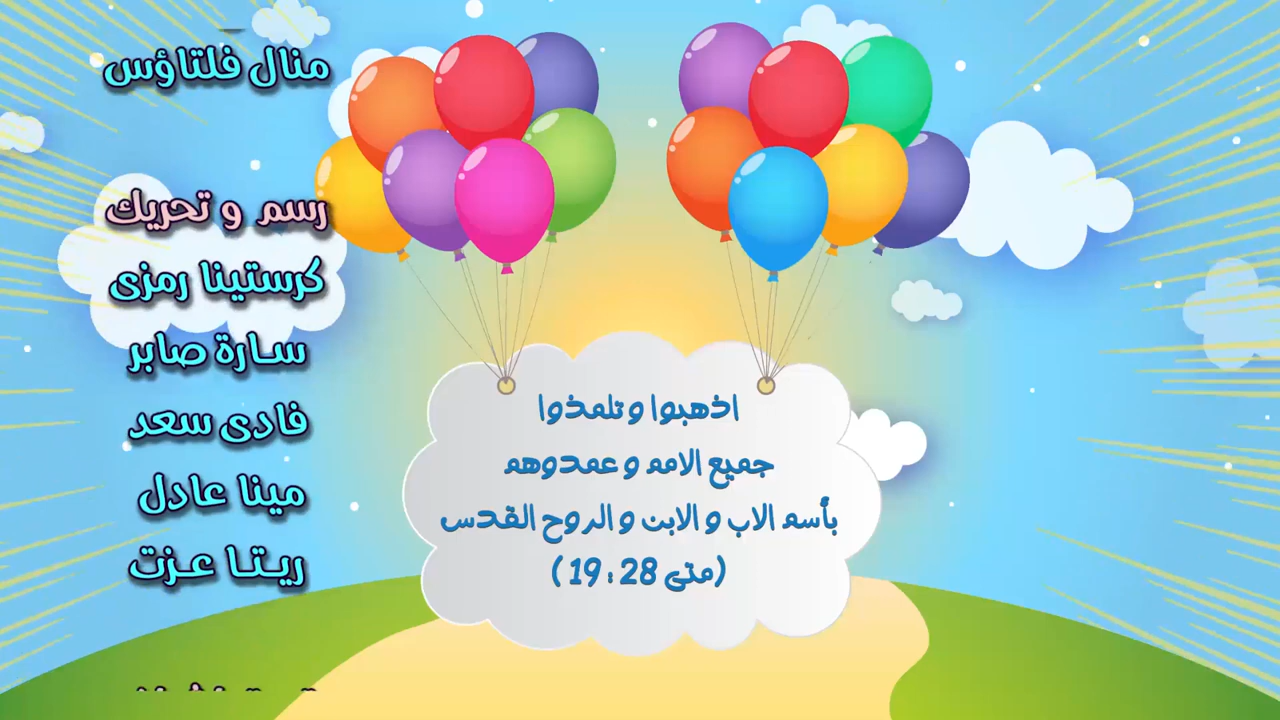 منال فلتاؤس
رسم و تحريك
كرستينا رمزى
سارة صابر
فادى سعد
مينا عادل
ريتا عزت
اذهبوا وتلمذوا
جميع الامم و عمدوهم
بأسم الاب و الابن و الروح القدس
(متى 28 : 19 )